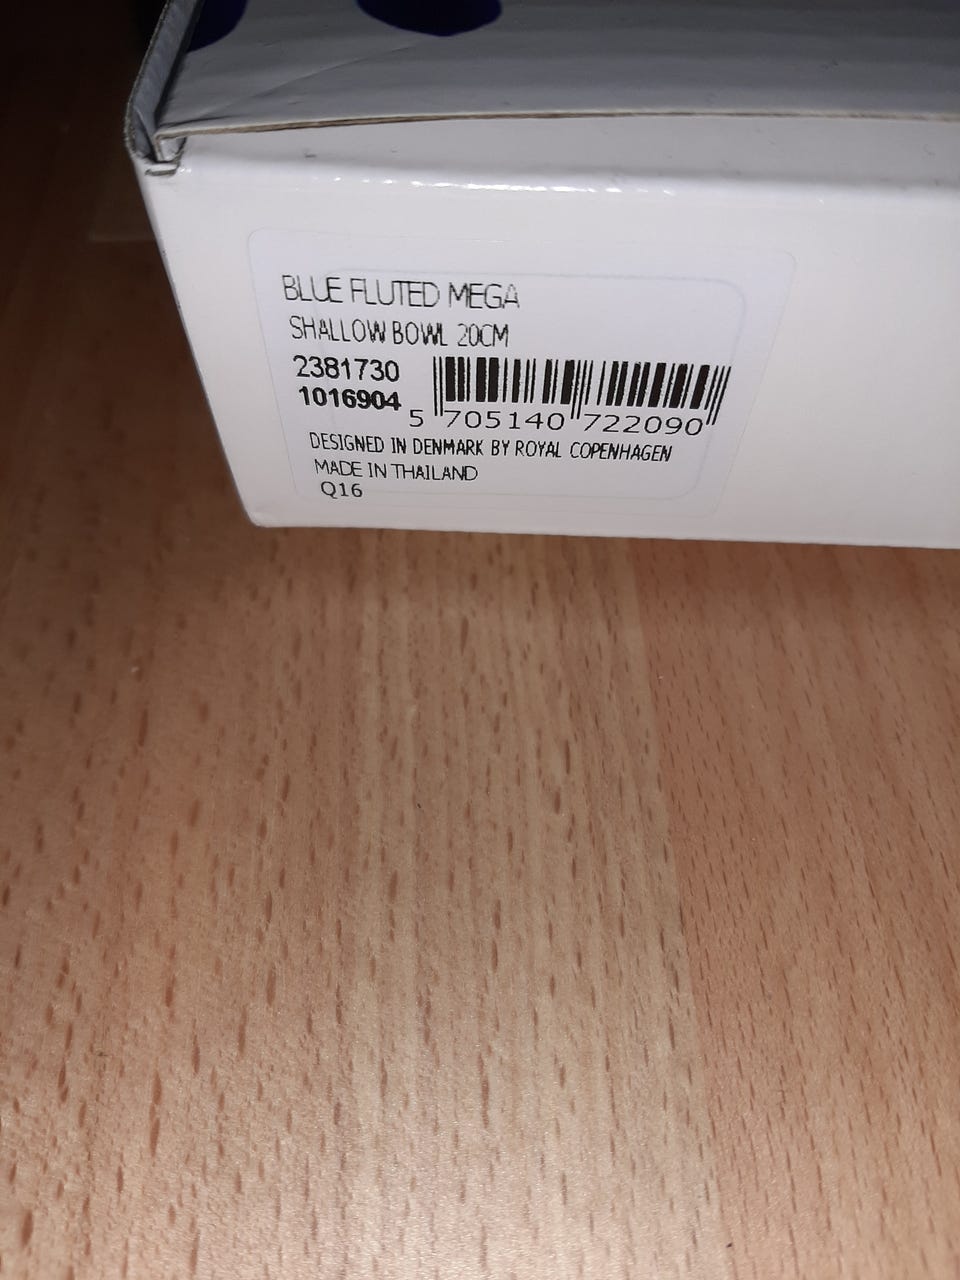 BLUE FLUTED MEGA
SHALLOW BOWL 20CM
2381730
1016904
5 705140 722090
DESIGNED IN DENMARK BY ROYAL COPENHAGEN
MADE IN THAILAND
Q16